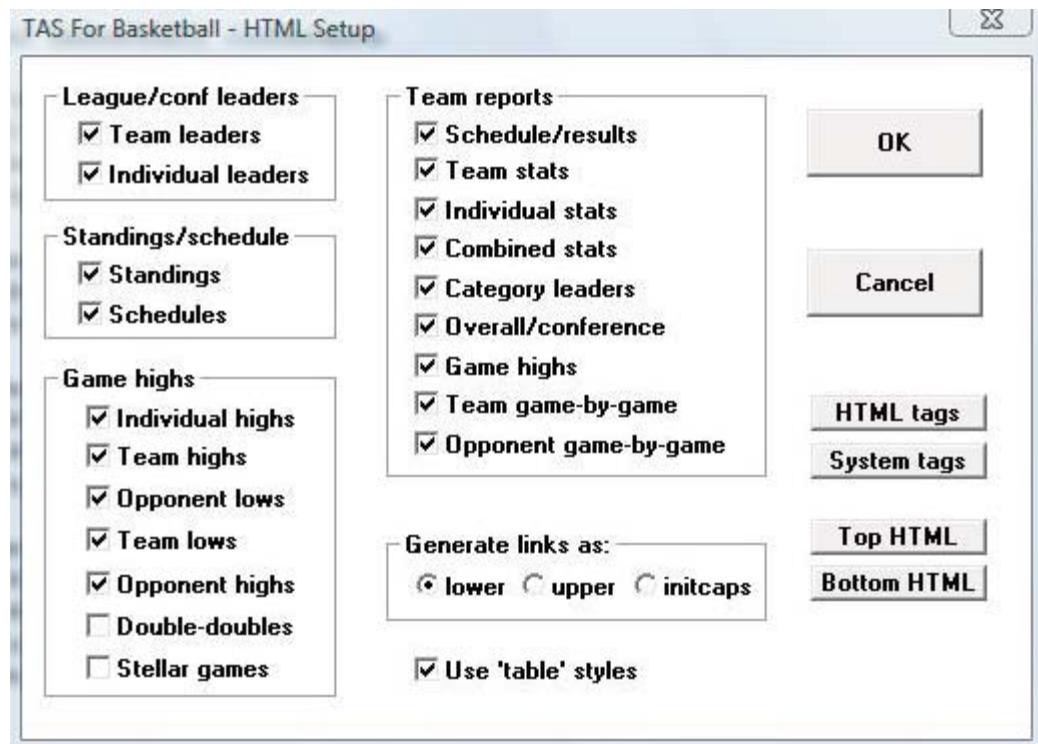 TAS For Basketball - HTML Setup
League/conf leaders
Team leaders
Individual leaders
Standings/schedule
Standings
Schedules
Game highs
Individual highs
Team highs
Opponent lows
Team lows
Opponent highs
Double-doubles
Stellar games
Team reports
Schedule/results
Team stats
Individual stats
Combined stats
Category leaders
Overall/conference
Game highs
Team game-by-game
Opponent game-by-game
Generate links as:
lower upper initcaps
Use 'table' styles
OK
Cancel
HTML tags
System tags
Top HTML
Bottom HTML